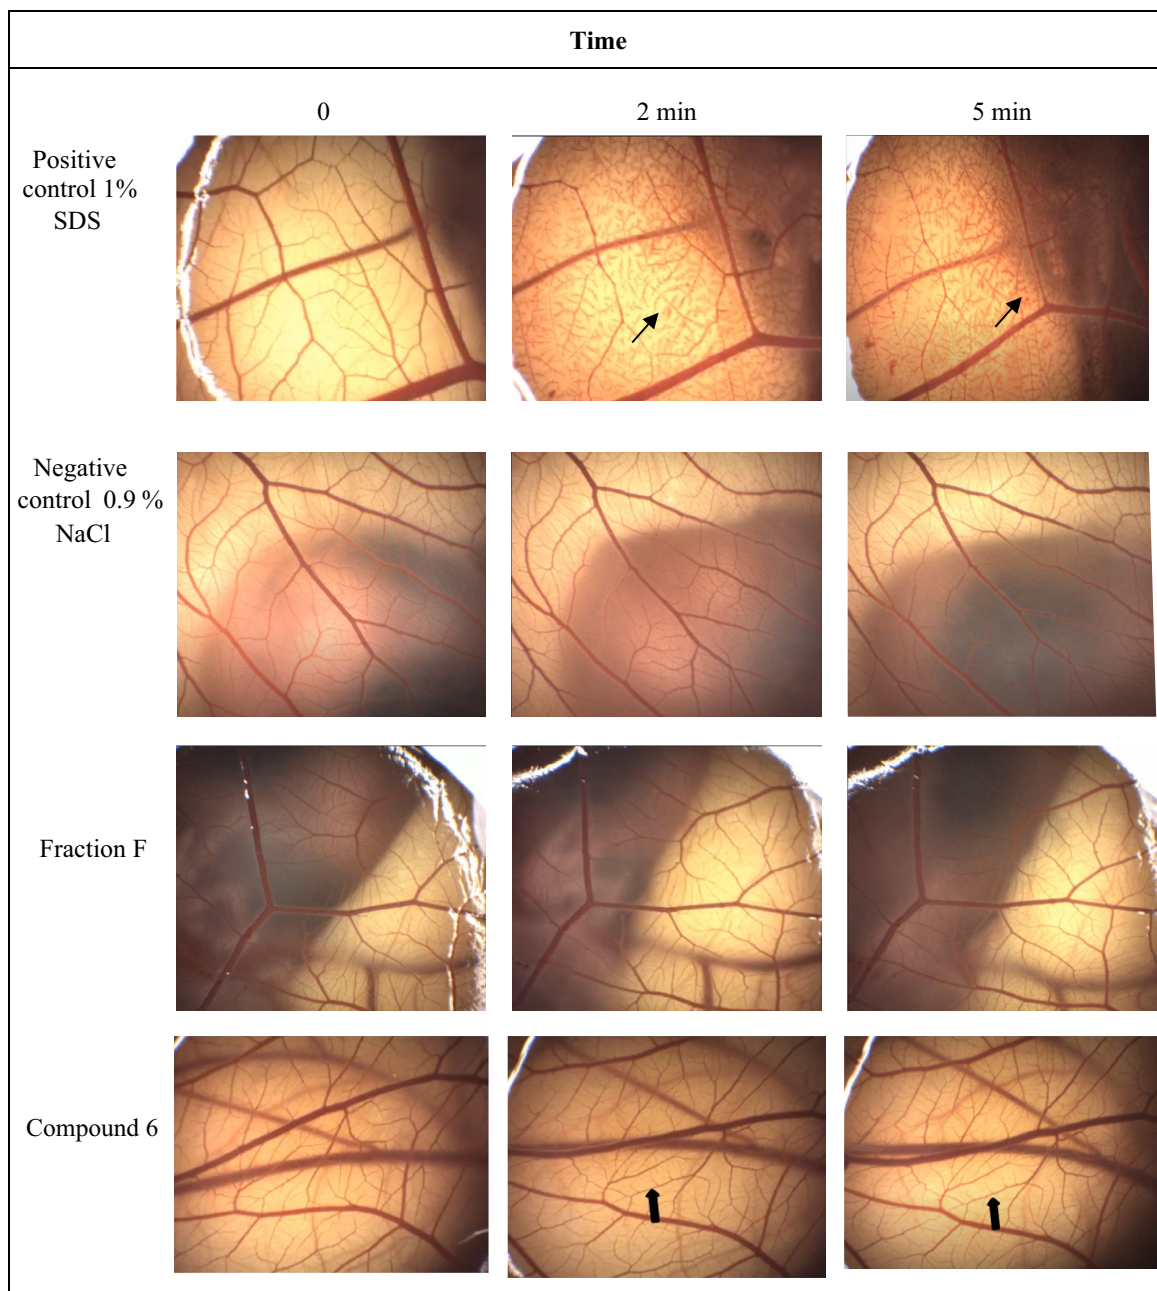 Time
0 2 min 5 min
Positive
control 1%
SDS
Negative
control 0.9 %
NaCl
Fraction F
Compound 6